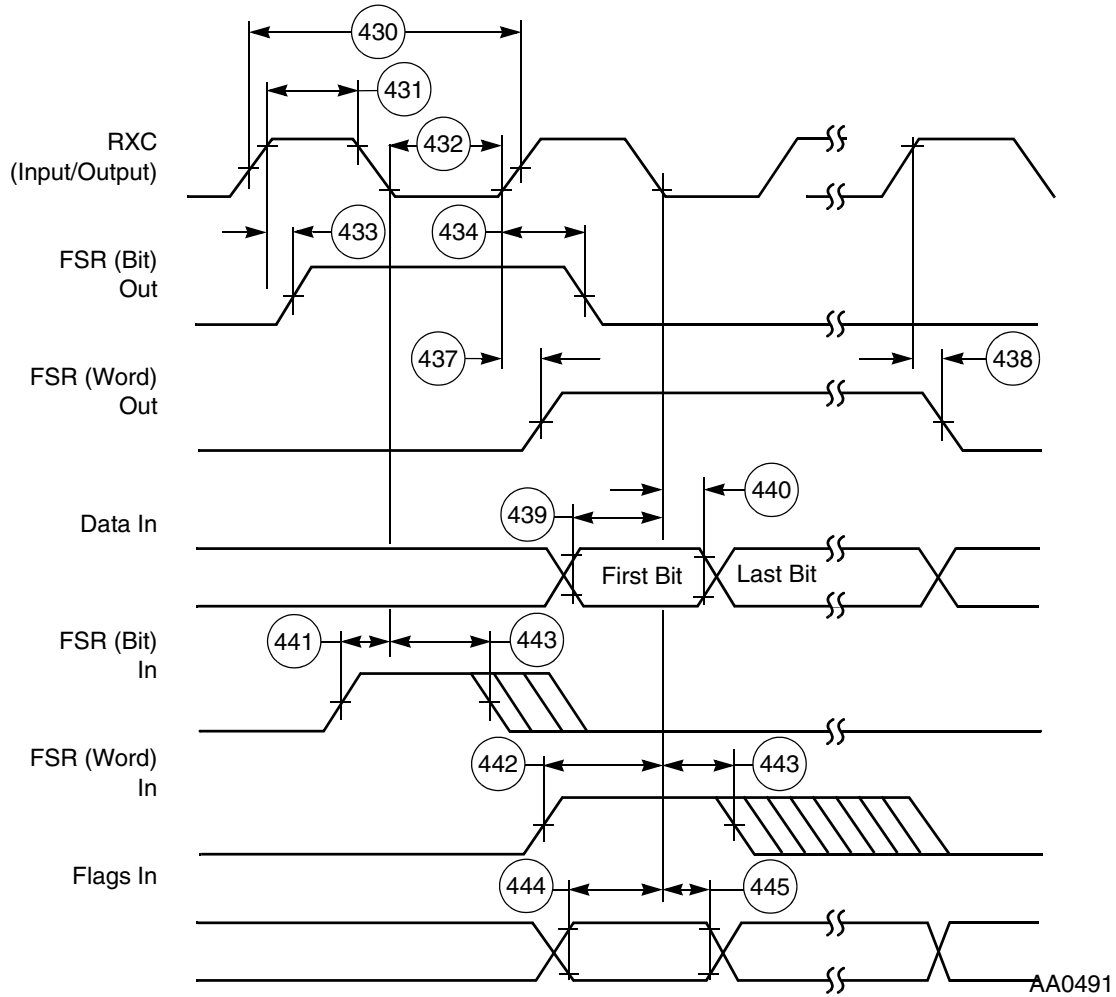 430
431
RXC
(Input/Output)
432
433
434
FSR (Bit)
Out
437
438
FSR (Word)
Out
439
440
Data In
First Bit
Last Bit
441
443
FSR (Bit)
In
442
443
FSR (Word)
In
444
445
Flags In
AA0491